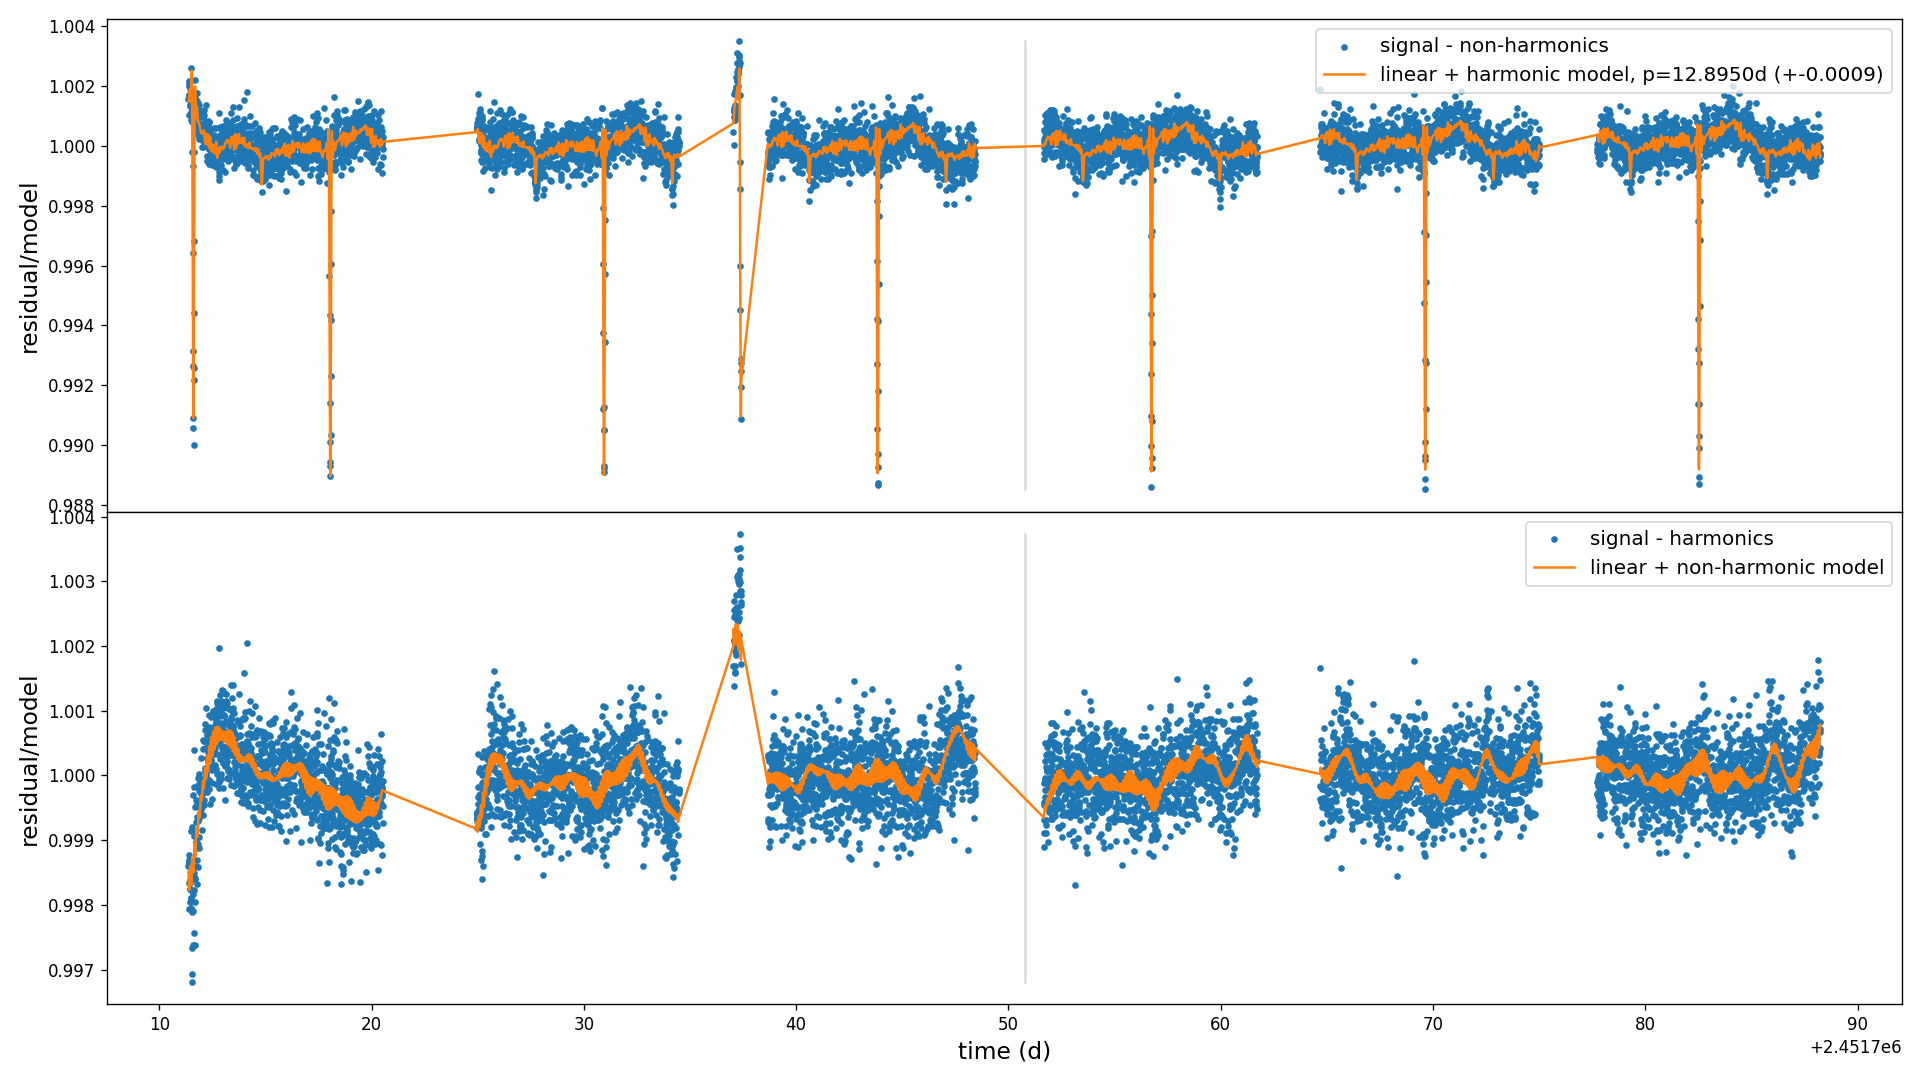 1.004
1.002
1.000
0.998
0.996
0.994
0.992
0.990
0.988
residual/model
signal - non-harmonics
linear + harmonic model, p=12.8950d (+-0.0009)
1.004
1.003
1.002
1.001
1.000
0.999
0.998
0.997
residual/model
signal - harmonics
linear + non-harmonic model
10 20 30 40 50 60 70 80 90
time (d)
+2.4517e6